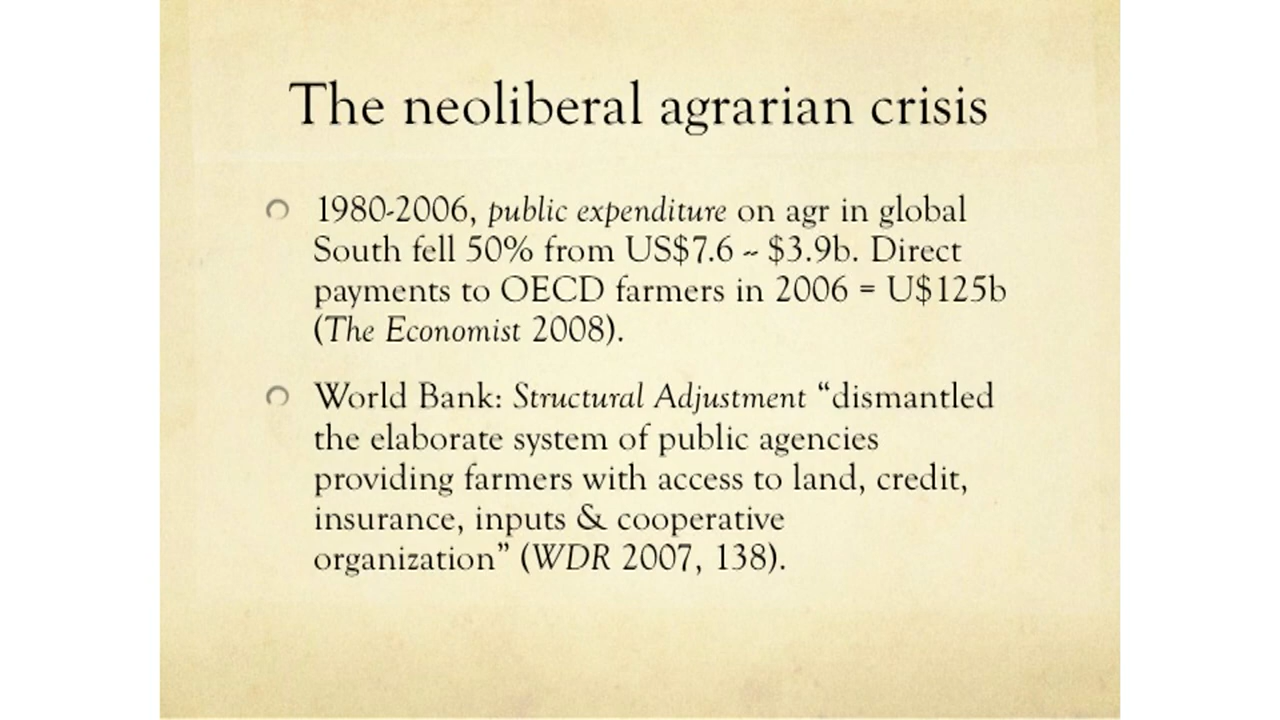 The neoliberal agrarian crisis
1980-2006, public expenditure on agr in global
South fell 50% from US$7.6 -- $3.9b. Direct
payments to OECD farmers in 2006 = U$125b
(The Economist 2008).
World Bank: Structural Adjustment “dismantled
the elaborate system of public agencies
providing farmers with access to land, credit,
insurance, inputs & cooperative
organization” (WDR 2007, 138).